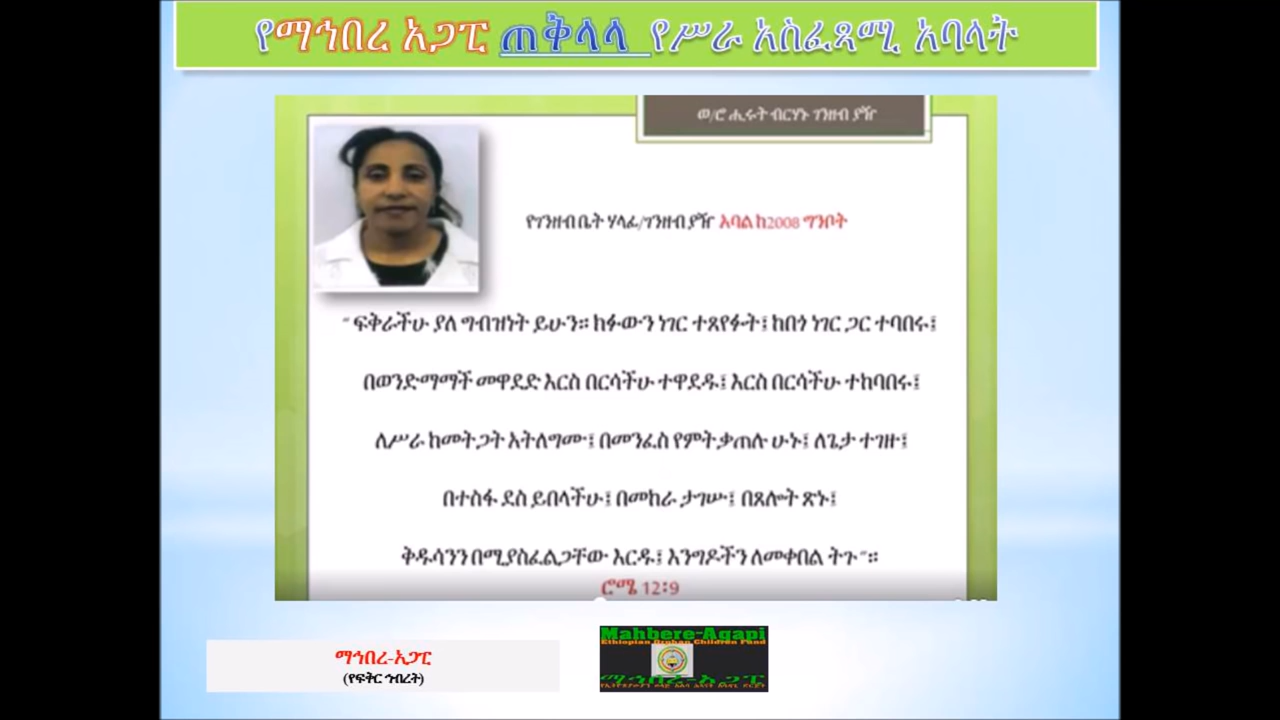 የማኅበረ አጋፒ ጠቅላላ የሥራ አስፈጻሚ አባላት
ወ/ሮ ሒሩት ብርሃኑ ገንዘብ ያዥ
የገንዘብ ቤት ሃላፊ/ገንዘብ ያዥ አባል ከ2008 ግንቦት
"ፍቅራችሁ ያለ ግብዝነት ይሁን። ክፉውን ነገር ተጸየፉት፤ ከበጎ ነገር ጋር ተባበሩ፤
በወንድማማች መዋደድ እርስ በርሳችሁ ተዋደዱ፤ እርስ በርሳችሁ ተከባበሩ፤
ለሥራ ከመትጋት አትለግሙ፤ በመንፈስ የምትቃጠሉ ሁኑ፤ ለጌታ ተገዙ፤
በተስፋ ደስ ይበላችሁ፤ በመከራ ታገሡ፤ በጸሎት ጽኑ፤
ቅዱሳንን በሚያስፈልጋቸው እርዱ፤ እንግዶችን ለመቀበል ትጉ"።
ሮሜ 12፡9
ማኅበረ-አጋፒ
(የፍቅር ኅብረት)
Mahbere-Agapi
Ethiopian Orphan Children Fund
ማኅበረ-አጋፒ